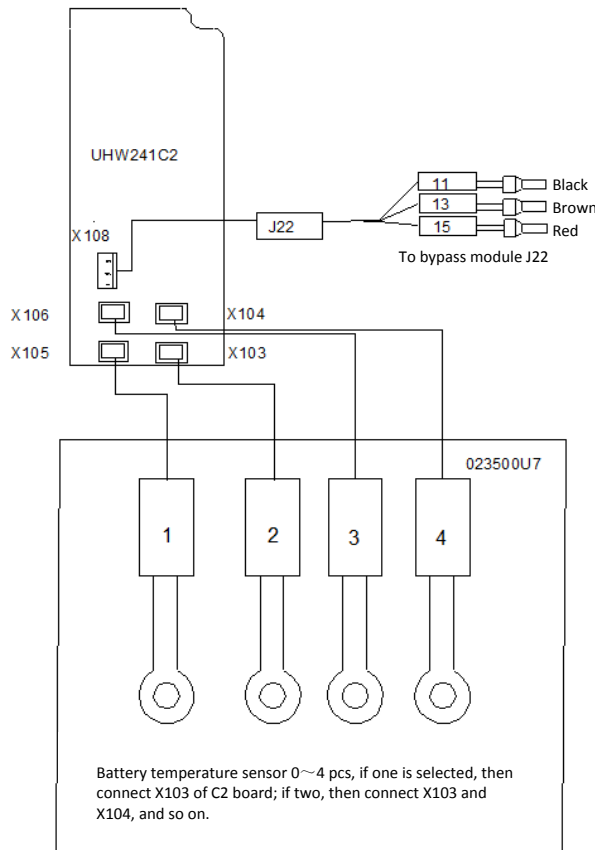 UHW241C2
11 Black
13 Brown
J22 15 Red
X108
To bypass module J22
X106 X104
X105 X103
023500U7
1 2 3 4
Battery temperature sensor 0～4 pcs, if one is selected, then
connect X103 of C2 board; if two, then connect X103 and
X104, and so on.